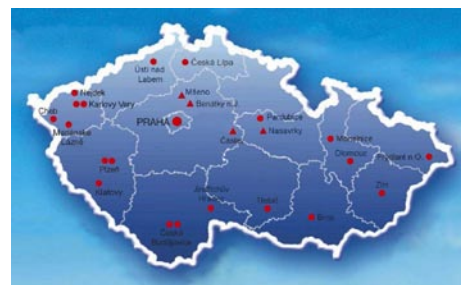 Ústí nad
Labem
Česká Lípa
Nejdek
Karlovy Vary
Cheb
Mariánské
Lázně
Mšeno
Benátky n.J.
PRAHA
Pardubice
Nasavrky
Čáslav
Mohelnice
Olomouc
Frýdlant n.O.
Plzeň
Klatovy
Jindřichův
Hradec
Třebíč
Brno
Zlín
České
Budějovice